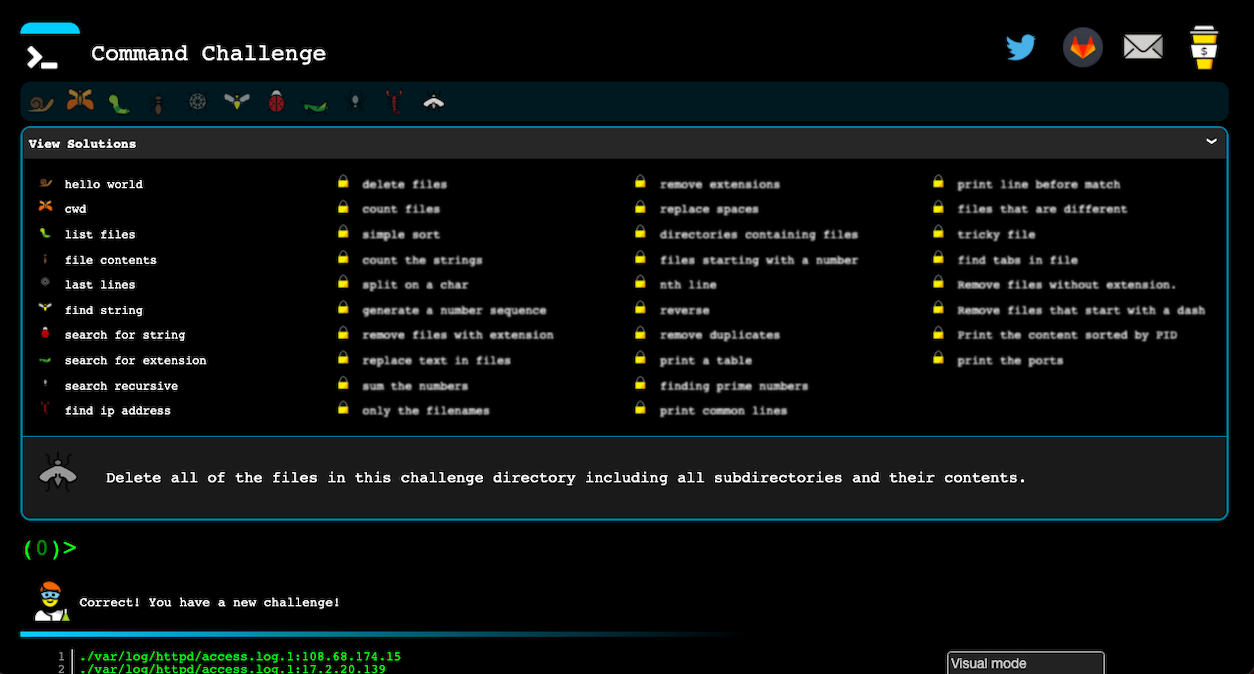 Command Challenge
$
View Solutions
hello world
cwd
list files
file contents
last lines
find string
search for string
search for extension
search recursive
find ip address
delete files
count files
simple sort
count the strings
split on a char
generate a number sequence
remove files with extension
replace text in files
sum the numbers
only the filenames
remove extensions
replace spaces
directories containing files
files starting with a number
nth line
reverse
remove duplicates
print a table
finding prime numbers
print common lines
print line before match
files that are different
tricky file
find tabs in file
Remove files without extension.
Remove files that start with a dash
Print the content sorted by PID
print the ports
Delete all of the files in this challenge directory including all subdirectories and their contents.
(0)>
Correct! You have a new challenge!
1 ./var/log/httpd/access.log.1:108.68.174.15
2 ./var/log/httpd/access.log.1:17.2.20.139
Visual mode